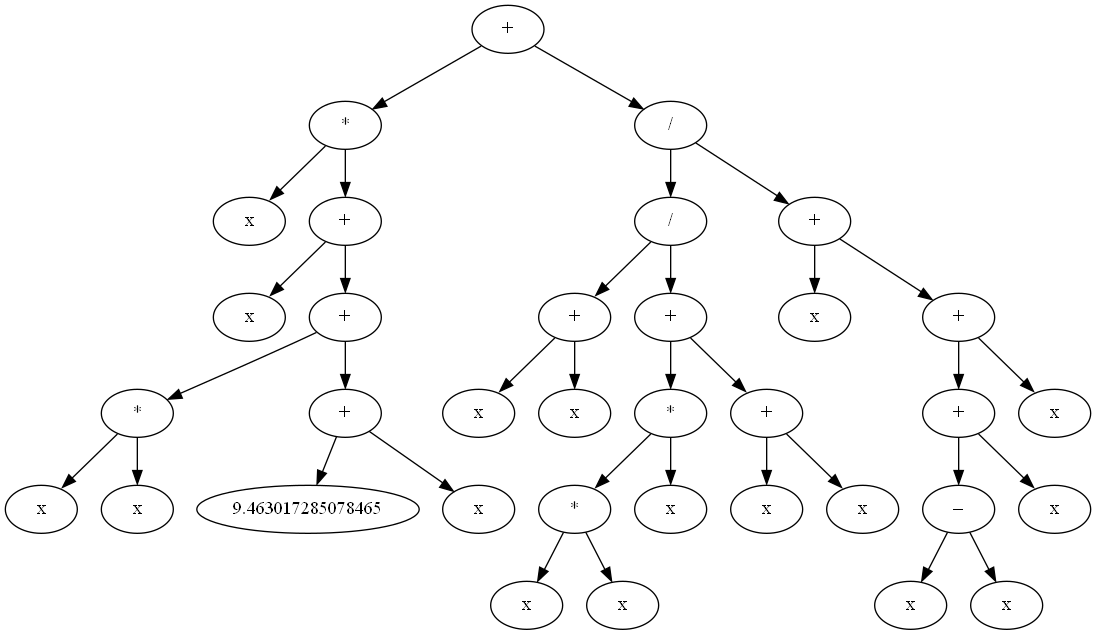 +
* /
x + / +
x + + + x +
* + x x * + + x
x x 9.463017285078465 x * x x x − x
x x x x